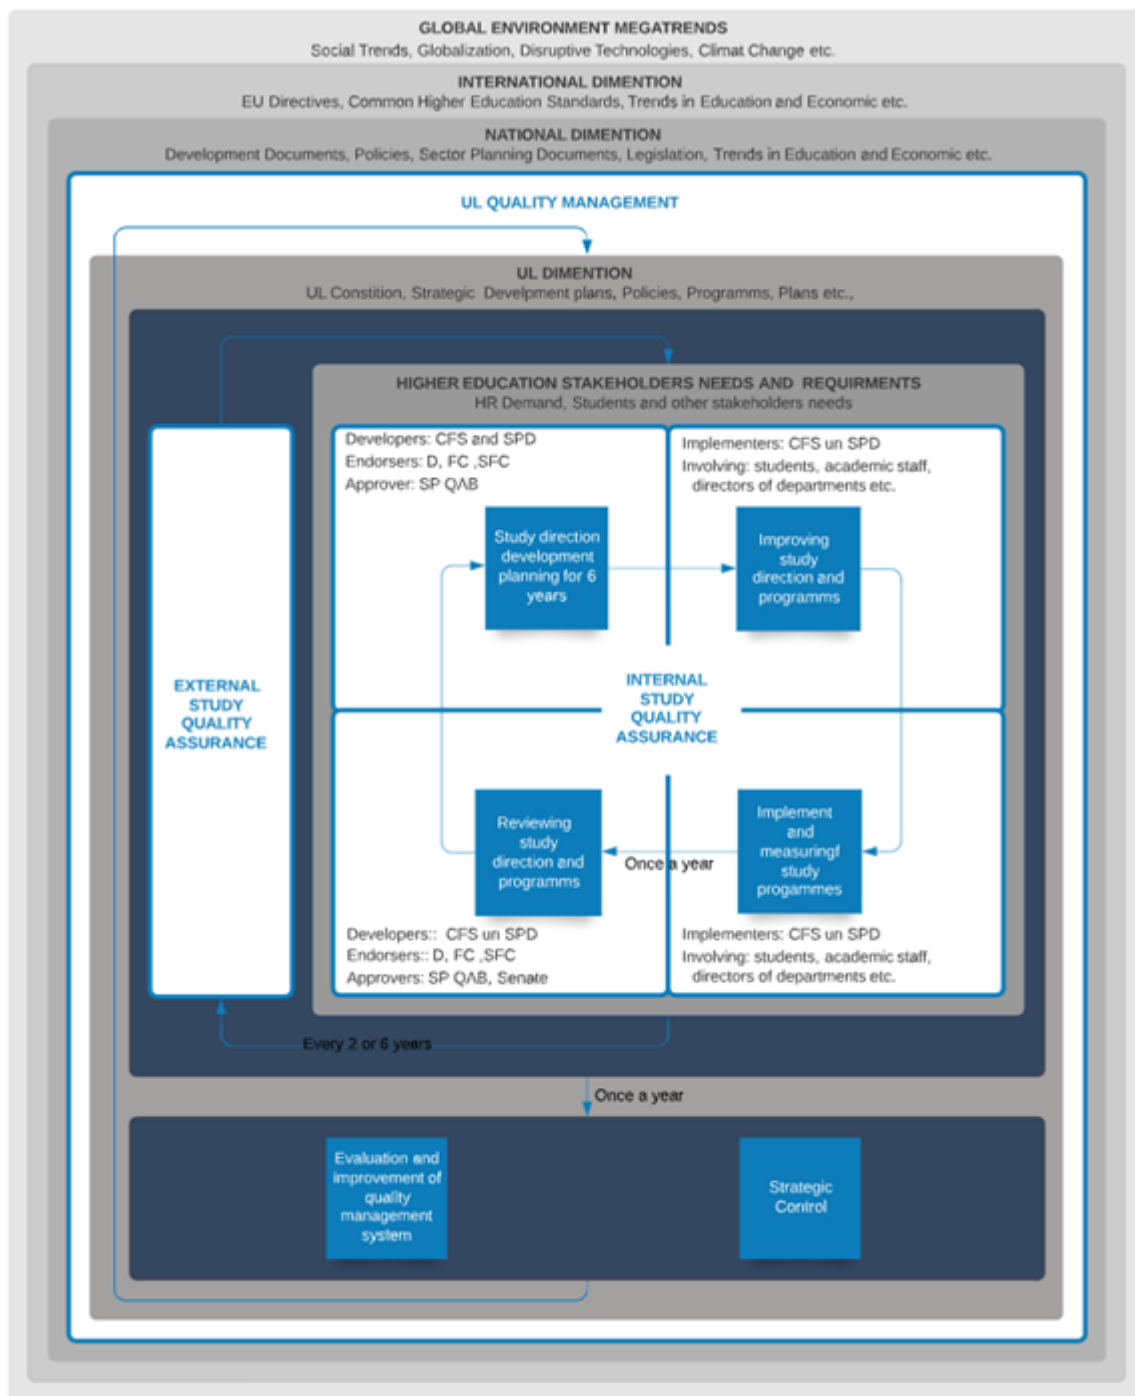 GLOBAL ENVIRONMENT MEGATRENDS
Social Trends, Globalization, Disruptive Technologies, Climat Change etc.
INTERNATIONAL DIMENTION
EU Directives, Common Higher Education Standards, Trends in Education and Economic etc.
NATIONAL DIMENTION
Development Documents, Policies, Sector Planning Documents, Legislation, Trends in Education and Economic etc.
UL QUALITY MANAGEMENT
UL DIMENTION
UL Constition, Strategic Develpment plans, Policies, Programms, Plans etc.,
HIGHER EDUCATION STAKEHOLDERS NEEDS AND REQUIRMENTS
HR Demand, Students and other stakeholders needs
Developers: CFS and SPD
Endorsers: D, FC ,SFC
Approver: SP QAB
Implementers: CFS un SPD
Involving: students, academic staff,
directors of departments etc.
Study direction
development
planning for 6
years
Improving
study
direction and
programms
EXTERNAL
STUDY
QUALITY
ASSURANCE
INTERNAL
STUDY
QUALITY
ASSURANCE
Reviewing
study
direction and
programms
Once a year
Implement
and
measuringf
study
progammes
Developers:: CFS un SPD
Endorsers:: D, FC ,SFC
Approvers: SP QAB, Senate
Implementers: CFS un SPD
Involving: students, academic staff,
directors of departments etc.
Every 2 or 6 years
Once a year
Evaluation and
improvement of
quality
management
system
Strategic
Control